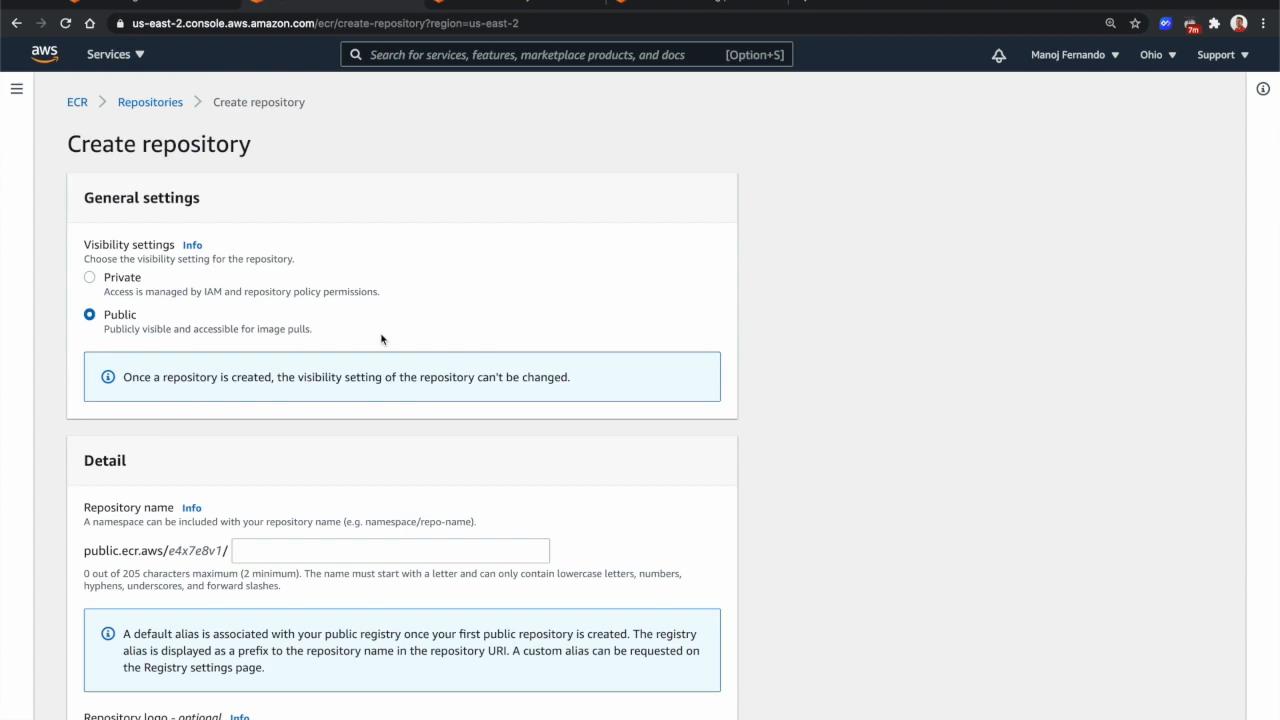 us-east-2.console.aws.amazon.com/ecr/create-repository?region=us-east-2
7m
aws
Services
Search for services, features, marketplace products, and docs
[Option+S]
Manoj Fernando
Ohio
Support
ECR
Repositories
Create repository
Create repository
General settings
Visibility settings Info
Choose the visibility setting for the repository.
Private
Access is managed by IAM and repository policy permissions.
Public
Publicly visible and accessible for image pulls.
Once a repository is created, the visibility setting of the repository can't be changed.
Detail
Repository name Info
A namespace can be included with your repository name (e.g. namespace/repo-name).
public.ecr.aws/e4x7e8v1/
0 out of 205 characters maximum (2 minimum). The name must start with a letter and can only contain lowercase letters, numbers,
hyphens, underscores, and forward slashes.
A default alias is associated with your public registry once your first public repository is created. The registry
alias is displayed as a prefix to the repository name in the repository URI. A custom alias can be requested on
the Registry settings page.
Repository logo - optional Info